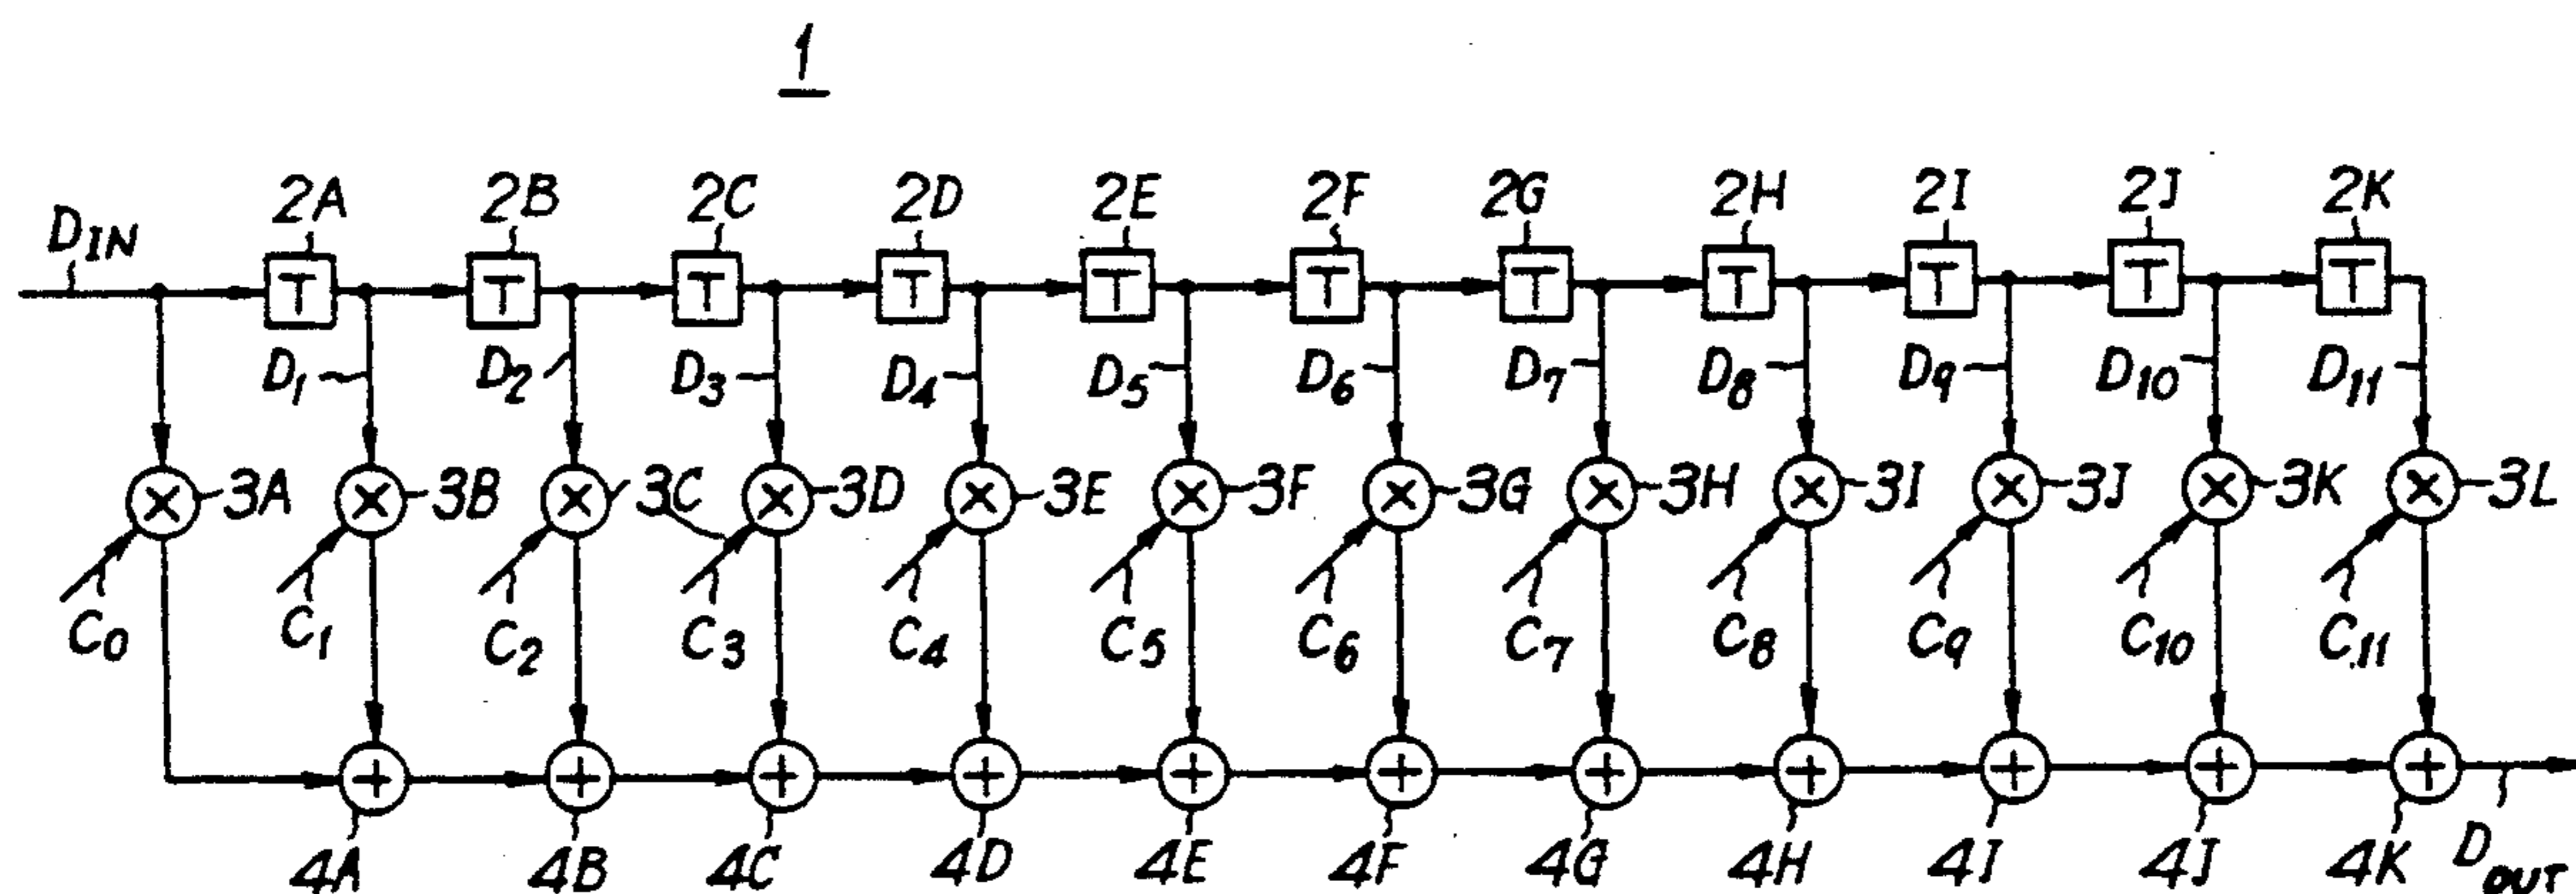 1
2A 2B 2C 2D 2E 2F 2G 2H 2I 2J 2K
DIN
T T T T T T T T T T T
D1 D2 D3 D4 D5 D6 D7 D8 D9 D10 D11
3A 3B 3C 3D 3E 3F 3G 3H 3I 3J 3K 3L
C0 C1 C2 C3 C4 C5 C6 C7 C8 C9 C10 C11
4A 4B 4C 4D 4E 4F 4G 4H 4I 4J 4K DOUT